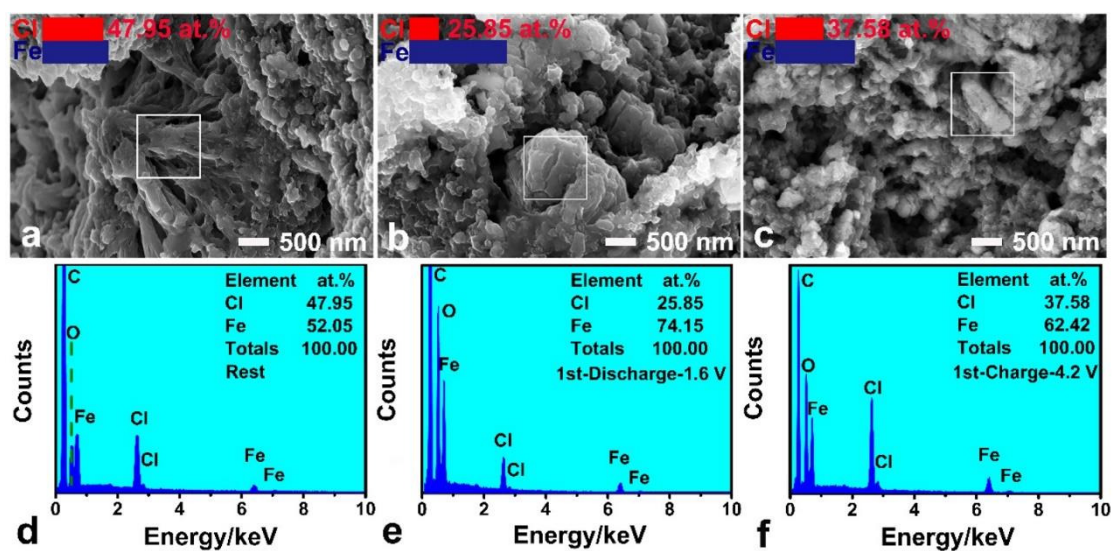 Cl 47.95 at.%
Fe
a
500 nm
Cl 25.85 at.%
Fe
b
500 nm
Cl 37.58 at.%
Fe
c
500 nm
Counts
C
O
Fe
Cl
Cl
Fe
Fe
Element at.%
Cl 47.95
Fe 52.05
Totals 100.00
Rest
0 2 4 6 8 10
d
Energy/keV
Counts
C
O
Fe
Cl
Cl
Fe
Fe
Element at.%
Cl 25.85
Fe 74.15
Totals 100.00
1st-Discharge-1.6 V
0 2 4 6 8 10
e
Energy/keV
Counts
C
O
Fe
Cl
Cl
Fe
Fe
Element at.%
Cl 37.58
Fe 62.42
Totals 100.00
1st-Charge-4.2 V
0 2 4 6 8 10
f
Energy/keV